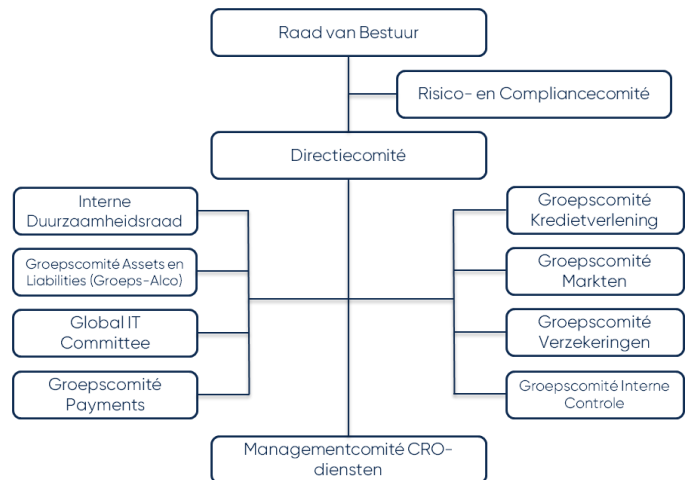 Raad van Bestuur
Risico- en Compliancecomité
Directiecomité
Interne
Duurzaamheidsraad
Groepscomité Assets en
Liabilities (Groeps-Alco)
Global IT
Committee
Groepscomité
Payments
Groepscomité
Kredietverlening
Groepscomité
Markten
Groepscomité
Verzekeringen
Groepscomité Interne
Controle
Managementcomité CRO-
diensten